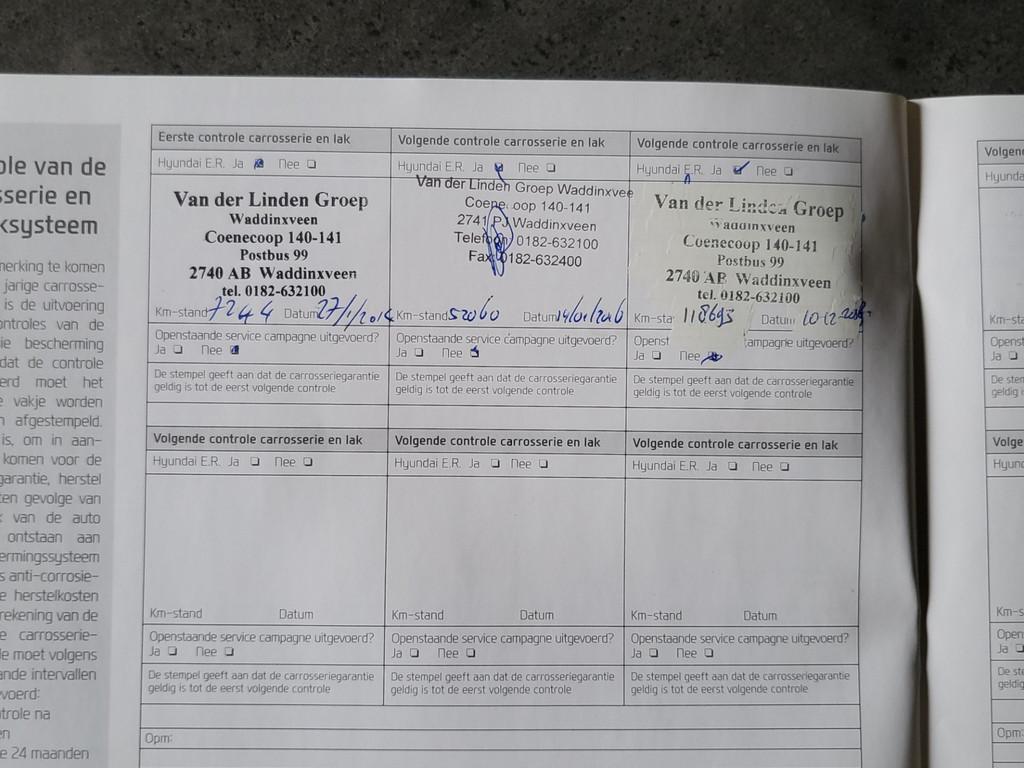 ole van de
sserie en
ksysteem
merking te komen
jarige carrosse-
is de uitvoering
ontroles van de
ie bescherming
dat de controle
erd moet het
e vakje worden
n afgestempeld.
is, om in aan-
komen voor de
garantie, herstel
ten gevolge van
k van de auto
ontstaan aan
ermingssysteem
s anti-corrosie-
e herstelkosten
rekening van de
e carrosserie-
le moet volgens
ande intervallen
voerd:
trole na
en
e 24 maanden
Eerste controle carrosserie en lak
Hyundai E.R. Ja Nee
Van der Linden Groep
Waddinxveen
Coenecoop 140-141
Postbus 99
2740 AB Waddinxveen
tel. 0182-632100
Km-stand 7244 Datum 27/1/2014
Openstaande service campagne uitgevoerd?
Ja Nee
De stempel geeft aan dat de carrosseriegarantie
geldig is tot de eerst volgende controle
Volgende controle carrosserie en lak
Hyundai E.R. Ja Nee
Van der Linden Groep Waddinxvee
Coenecoop 140-141
2741 PJ Waddinxveen
Telefoon 0182-632100
Fax 0182-632400
Km-stand 52060 Datum 14/01/2016
Openstaande service campagne uitgevoerd?
Ja Nee
De stempel geeft aan dat de carrosseriegarantie
geldig is tot de eerst volgende controle
Volgende controle carrosserie en lak
Hyundai E.R. Ja Nee
Van der Linden Groep
Waddinxveen
Coenecoop 140-141
Postbus 99
2740 AB Waddinxveen
tel. 0182-632100
Km-sta 118693 Datum 10-12-
Openst ampagne uitgevoerd?
Ja Nee
De stempel geeft aan dat de carrosseriegarantie
geldig is tot de eerst volgende controle
Volgende controle carrosserie en lak
Hyundai E.R. Ja Nee
Km-stand Datum
Openstaande service campagne uitgevoerd?
Ja Nee
De stempel geeft aan dat de carrosseriegarantie
geldig is tot de eerst volgende controle
Volgende controle carrosserie en lak
Hyundai E.R. Ja Nee
Km-stand Datum
Openstaande service campagne uitgevoerd?
Ja Nee
De stempel geeft aan dat de carrosseriegarantie
geldig is tot de eerst volgende controle
Volgende controle carrosserie en lak
Hyundai E.R. Ja Nee
Km-stand Datum
Openstaande service campagne uitgevoerd?
Ja Nee
De stempel geeft aan dat de carrosseriegarantie
geldig is tot de eerst volgende controle
Opm:
Volgen
Hyunda
Km-sta
Openst
Ja
De stem
geldig is
Volge
Hyunc
Km-s
Open
Ja
De ste
geldig
Opm: